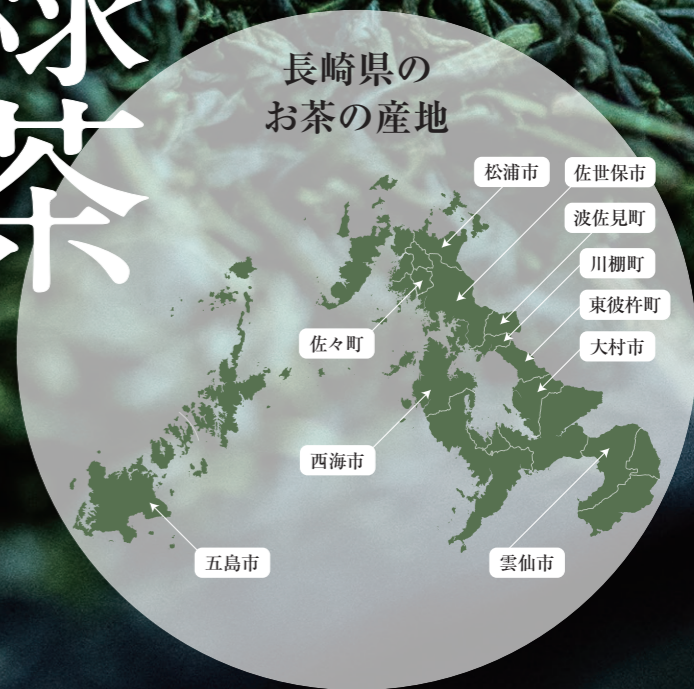 緑茶
長崎県の
お茶の産地
松浦市
佐世保市
波佐見町
川棚町
東彼杵町
大村市
佐々町
西海市
五島市
雲仙市